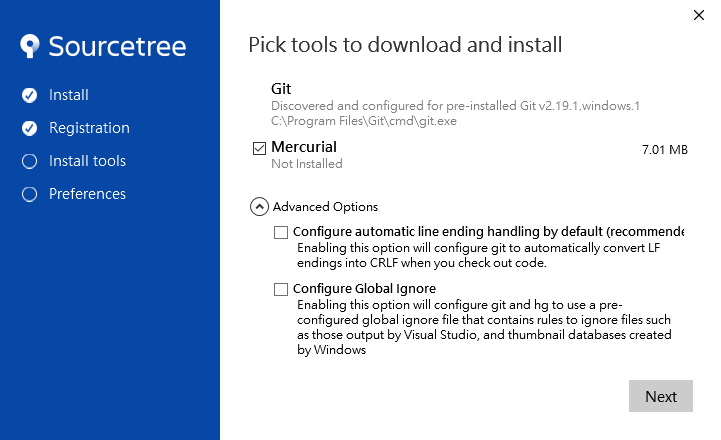 Sourcetree
Install
Registration
Install tools
Preferences
Pick tools to download and install
Git
Discovered and configured for pre-installed Git v2.19.1.windows.1
C:\Program Files\Git\cmd\git.exe
Mercurial 7.01 MB
Not Installed
Advanced Options
Configure automatic line ending handling by default (recommende
Enabling this option will configure git to automatically convert LF
endings into CRLF when you check out code.
Configure Global Ignore
Enabling this option will configure git and hg to use a pre-
configured global ignore file that contains rules to ignore files such
as those output by Visual Studio, and thumbnail databases created
by Windows
Next